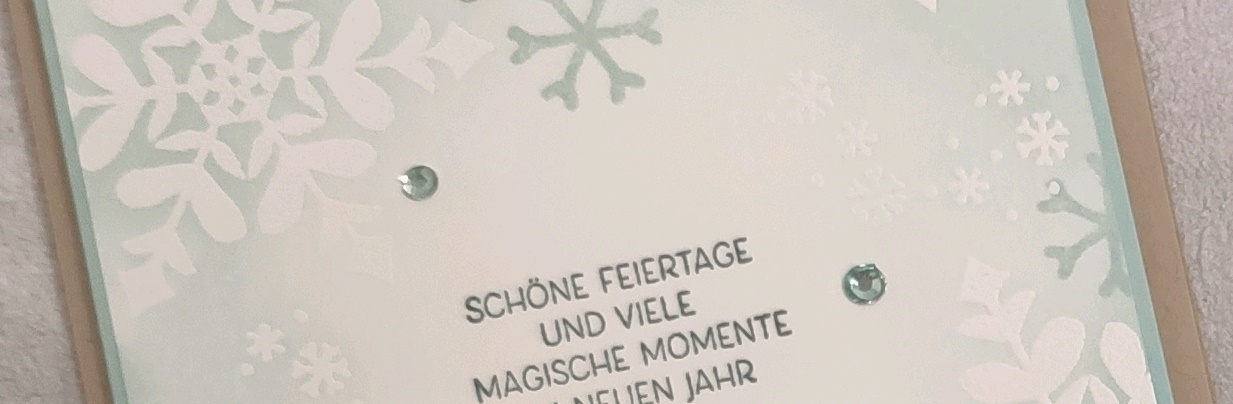 SCHÖNE FEIERTAGE
UND VIELE
MAGISCHE MOMENTE
NEUEN JAHR